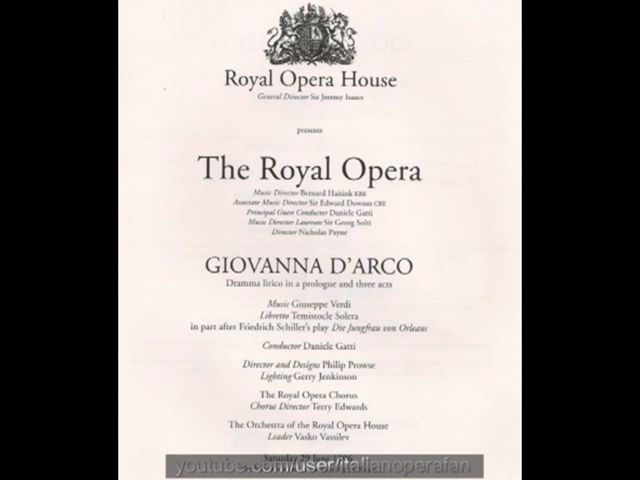 Royal Opera House
General Director Sir Jeremy Isaacs
presents
The Royal Opera
Music Director Bernard Haitink KBE
Associate Music Director Sir Edward Downes CBE
Principal Guest Conductor Daniele Gatti
Music Director Laureate Sir Georg Solti
Director Nicholas Payne
GIOVANNA D'ARCO
Dramma lirico in a prologue and three acts
Music Giuseppe Verdi
Libretto Temistocle Solera
in part after Friedrich Schiller's play Die Jungfrau von Orleans
Conductor Daniele Gatti
Director and Designs Philip Prowse
Lighting Gerry Jenkinson
The Royal Opera Chorus
Chorus Director Terry Edwards
The Orchestra of the Royal Opera House
Leader Vasko Vassilev
Saturday 29 June 1996
youtube.com/user/italianoperafan